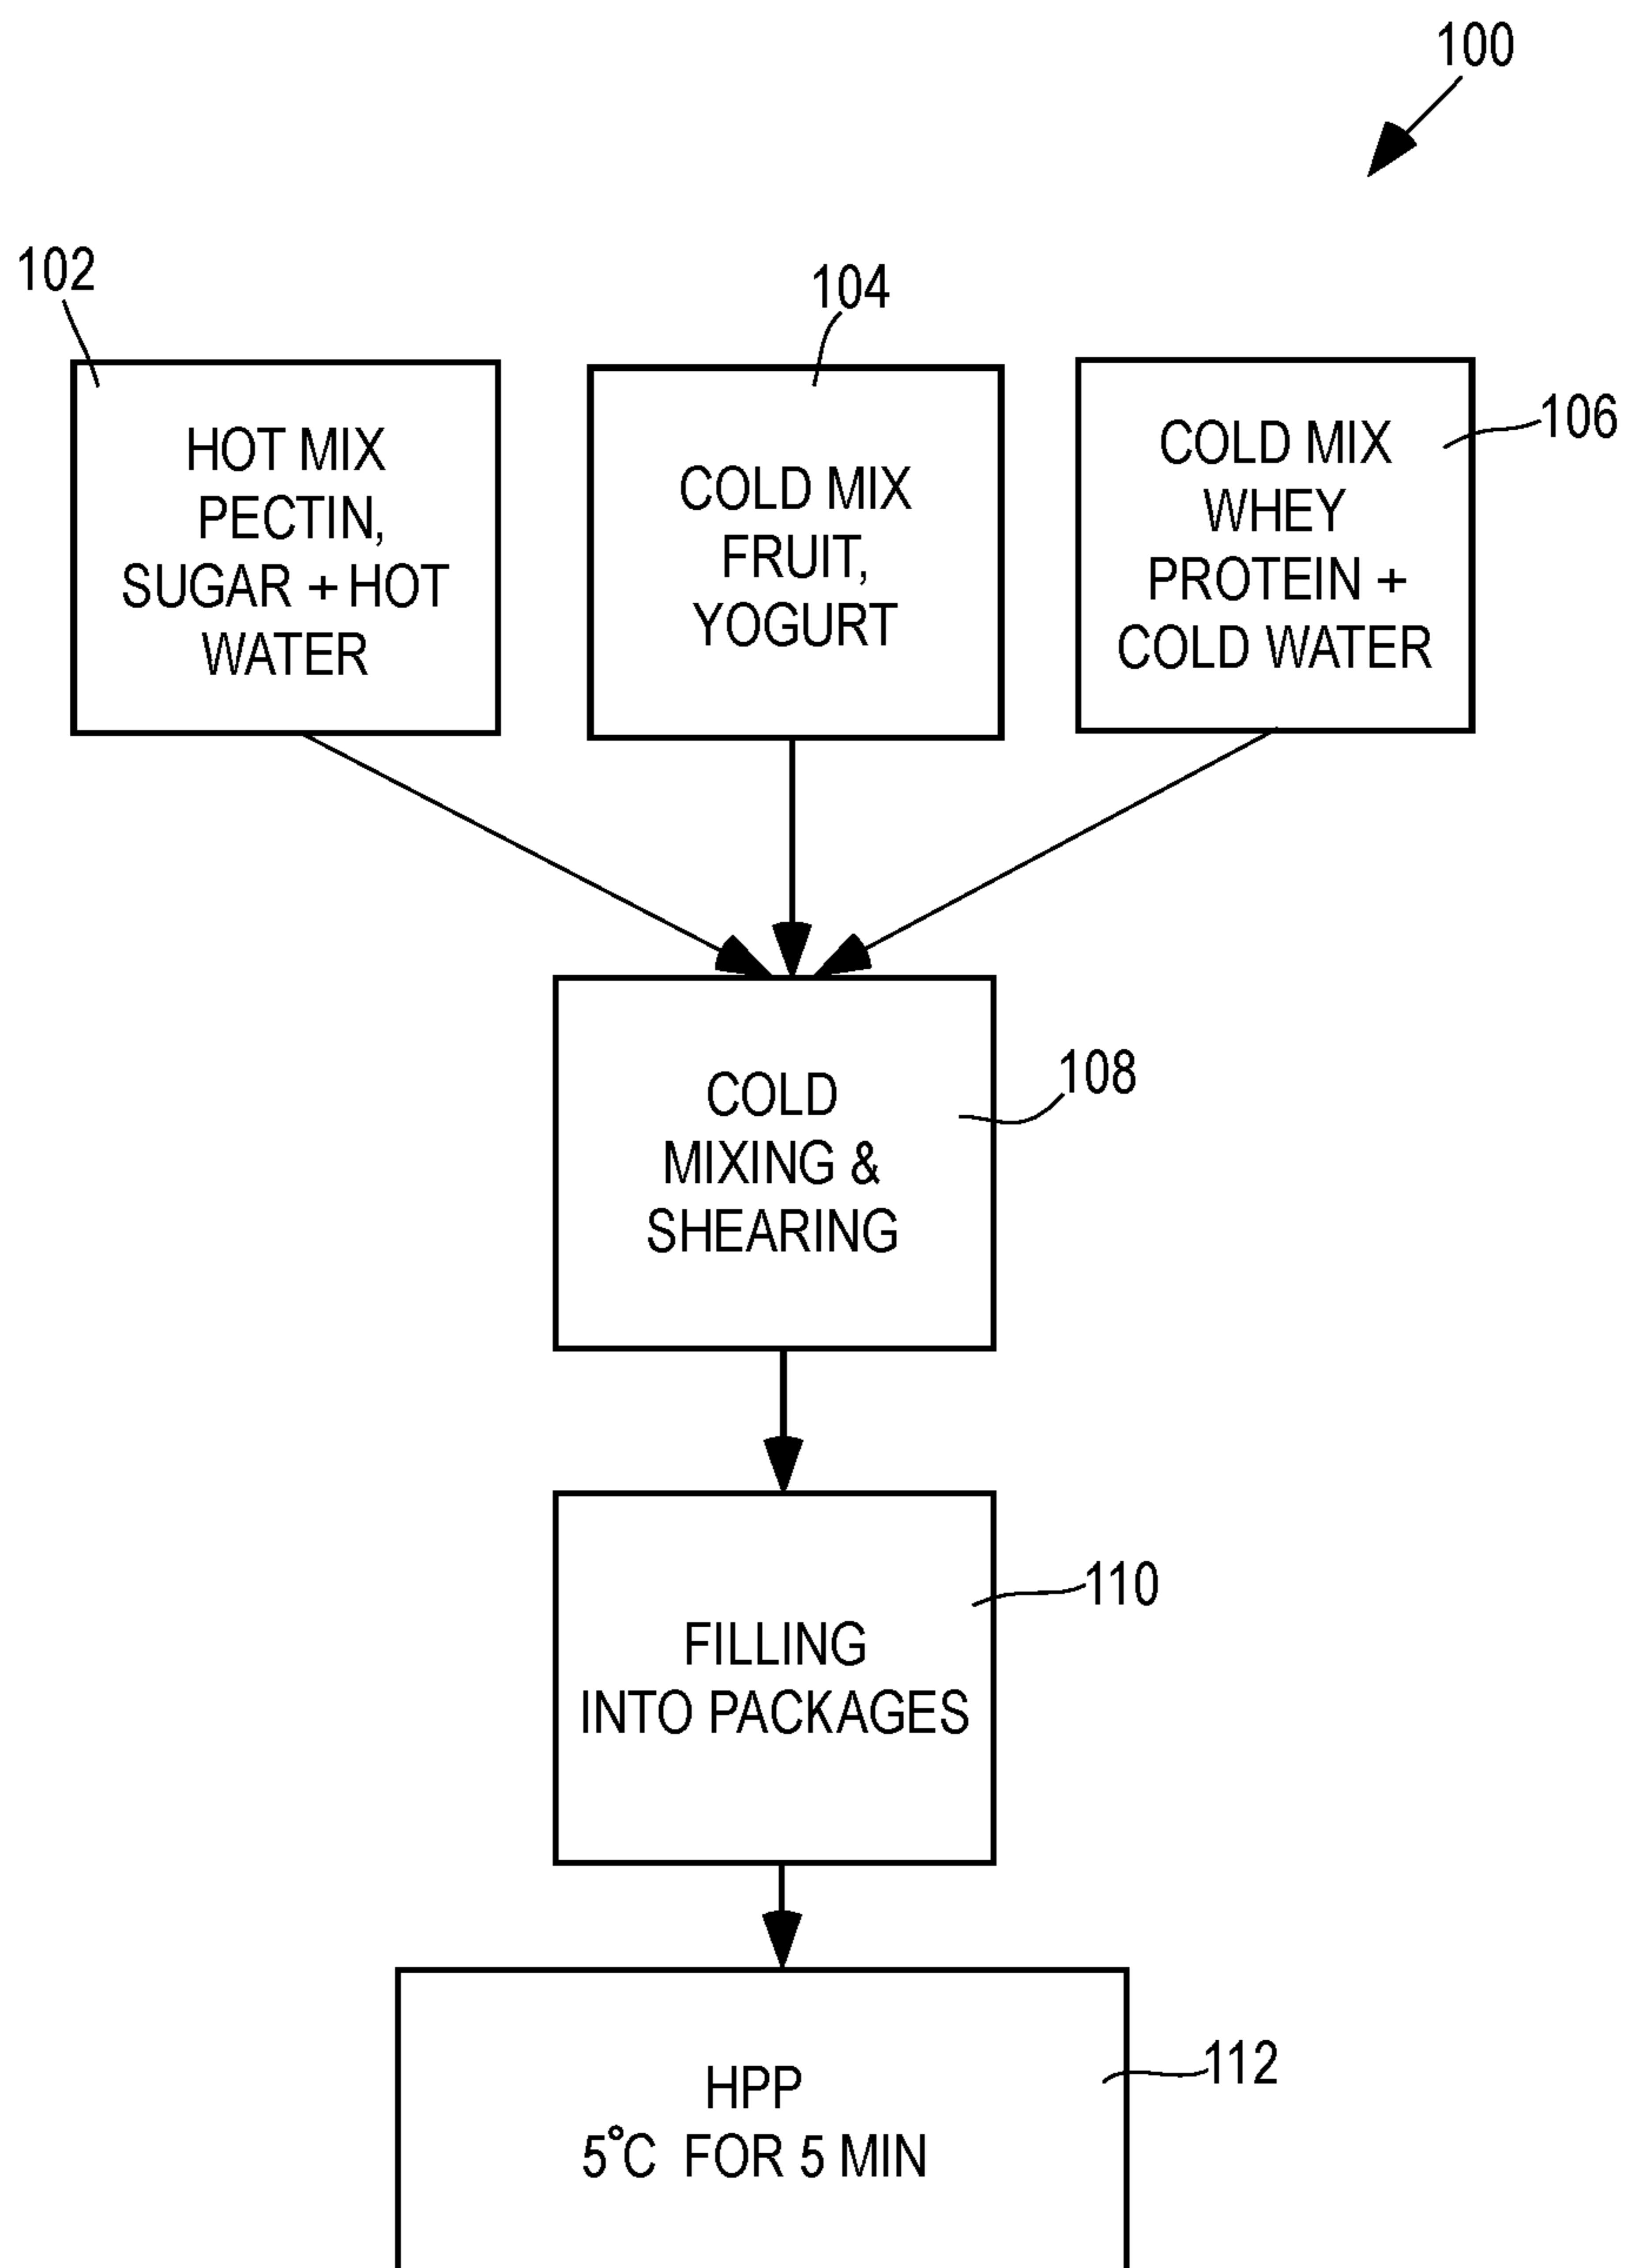 100
102
HOT MIX
PECTIN,
SUGAR + HOT
WATER
104
COLD MIX
FRUIT,
YOGURT
106
COLD MIX
WHEY
PROTEIN +
COLD WATER
108
COLD
MIXING &
SHEARING
110
FILLING
INTO PACKAGES
112
HPP
5°C FOR 5 MIN